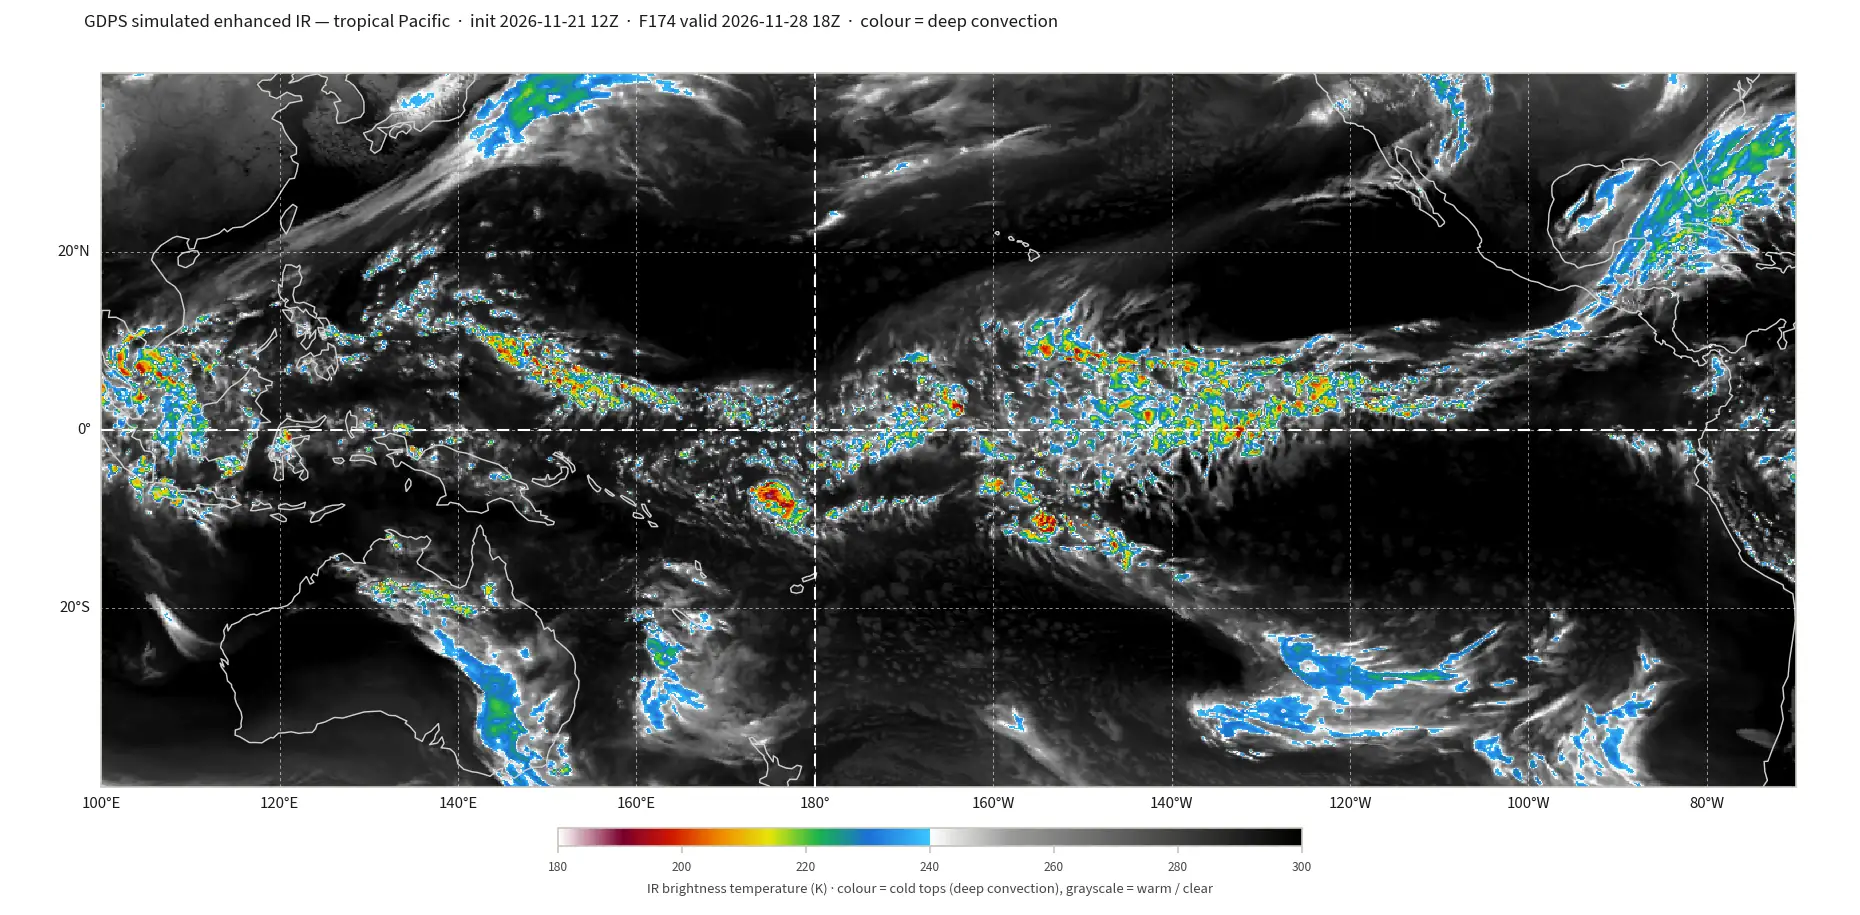 GDPS simulated enhanced IR — tropical Pacific · init 2026-11-21 12Z · F174 valid 2026-11-28 18Z · colour = deep convection
20°N
0°
20°S
100°E 120°E 140°E 160°E 180° 160°W 140°W 120°W 100°W 80°W
180 200 220 240 260 280 300
IR brightness temperature (K) · colour = cold tops (deep convection), grayscale = warm / clear